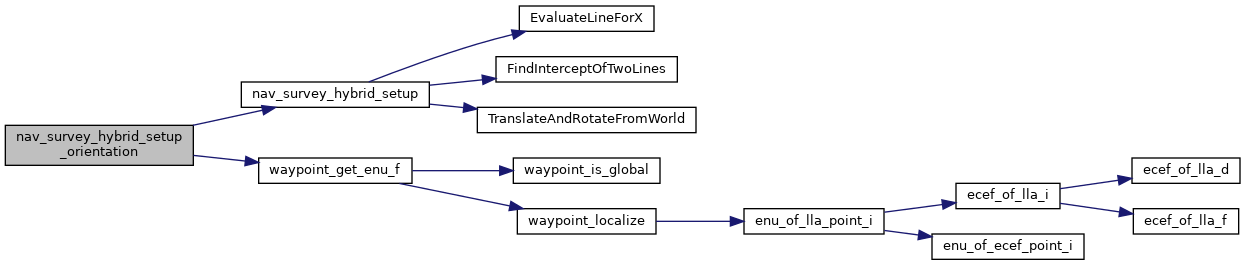 nav_survey_hybrid_setup
_orientation
nav_survey_hybrid_setup
EvaluateLineForX
FindInterceptOfTwoLines
TranslateAndRotateFromWorld
waypoint_get_enu_f
waypoint_is_global
waypoint_localize
enu_of_lla_point_i
ecef_of_lla_i
ecef_of_lla_d
ecef_of_lla_f
enu_of_ecef_point_i